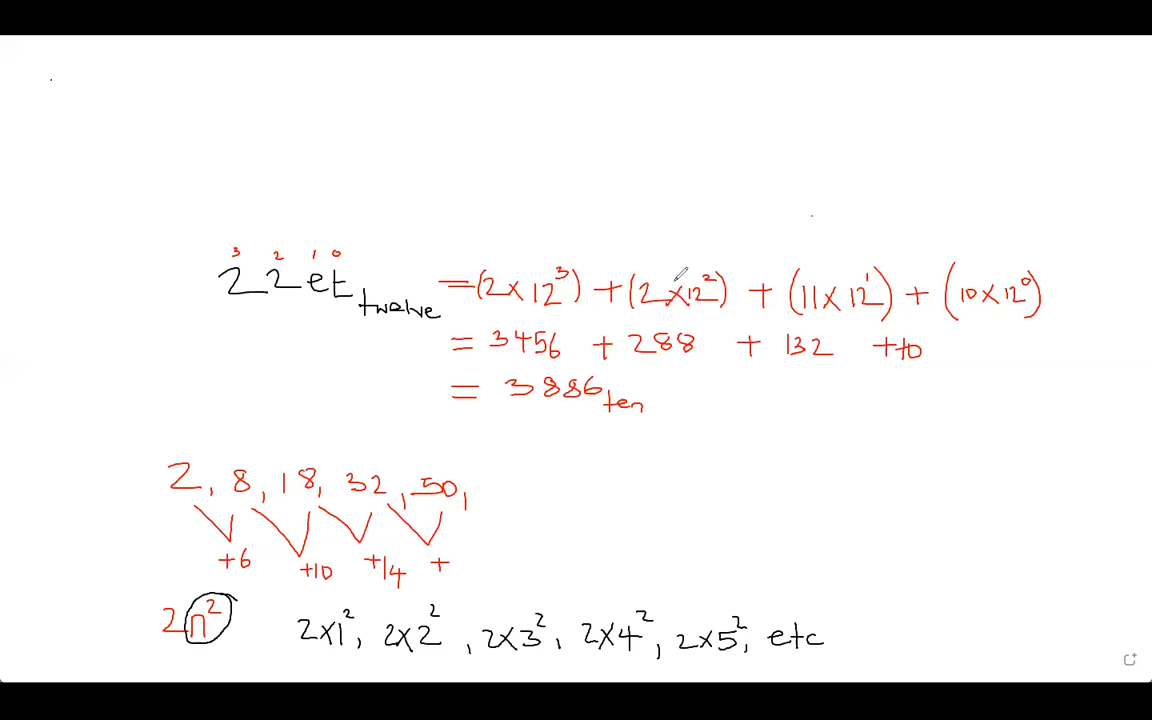 3 2 1 0
22et twelve = (2×12³) + (2×12²) + (11×12¹) + (10×12⁰)
= 3456 + 288 + 132 + 10
= 3886 ten
2, 8, 18, 32, 50,
+6 +10 +14 +
2n² 2×1², 2×2², 2×3², 2×4², 2×5², etc